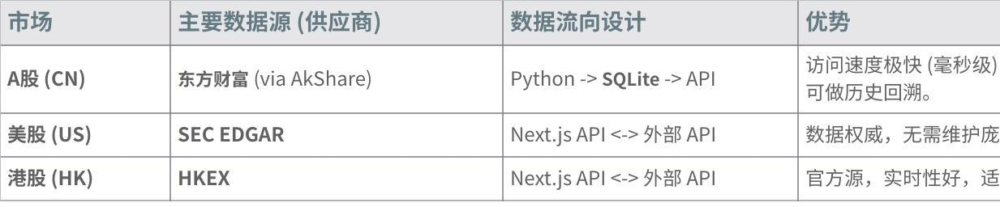 市场 主要数据源 (供应商) 数据流向设计 优势
A股 (CN) 东方财富 (via AkShare) Python -> SQLite -> API 访问速度极快 (毫秒级)
可做历史回溯。
美股 (US) SEC EDGAR Next.js API <-> 外部 API 数据权威，无需维护庞
港股 (HK) HKEX Next.js API <-> 外部 API 官方源，实时性好，适